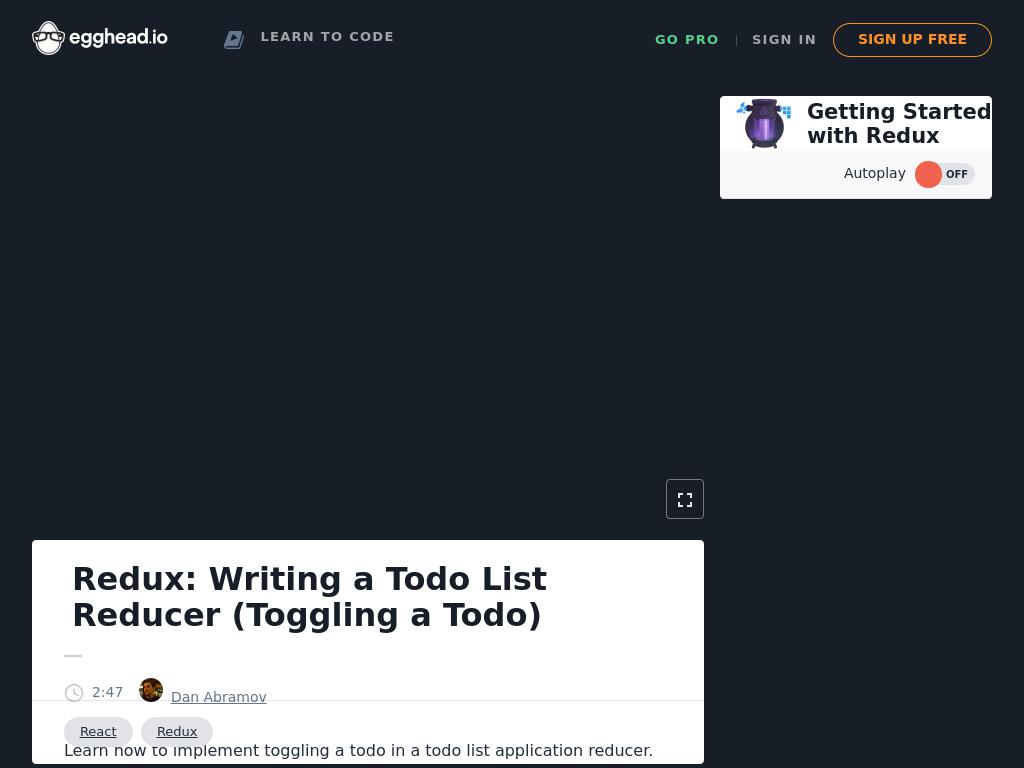 egghead.io
LEARN TO CODE
GO PRO
SIGN IN
SIGN UP FREE
Getting Started
with Redux
Autoplay
OFF
Redux: Writing a Todo List
Reducer (Toggling a Todo)
2:47
Dan Abramov
React
Redux
Learn how to implement toggling a todo in a todo list application reducer.